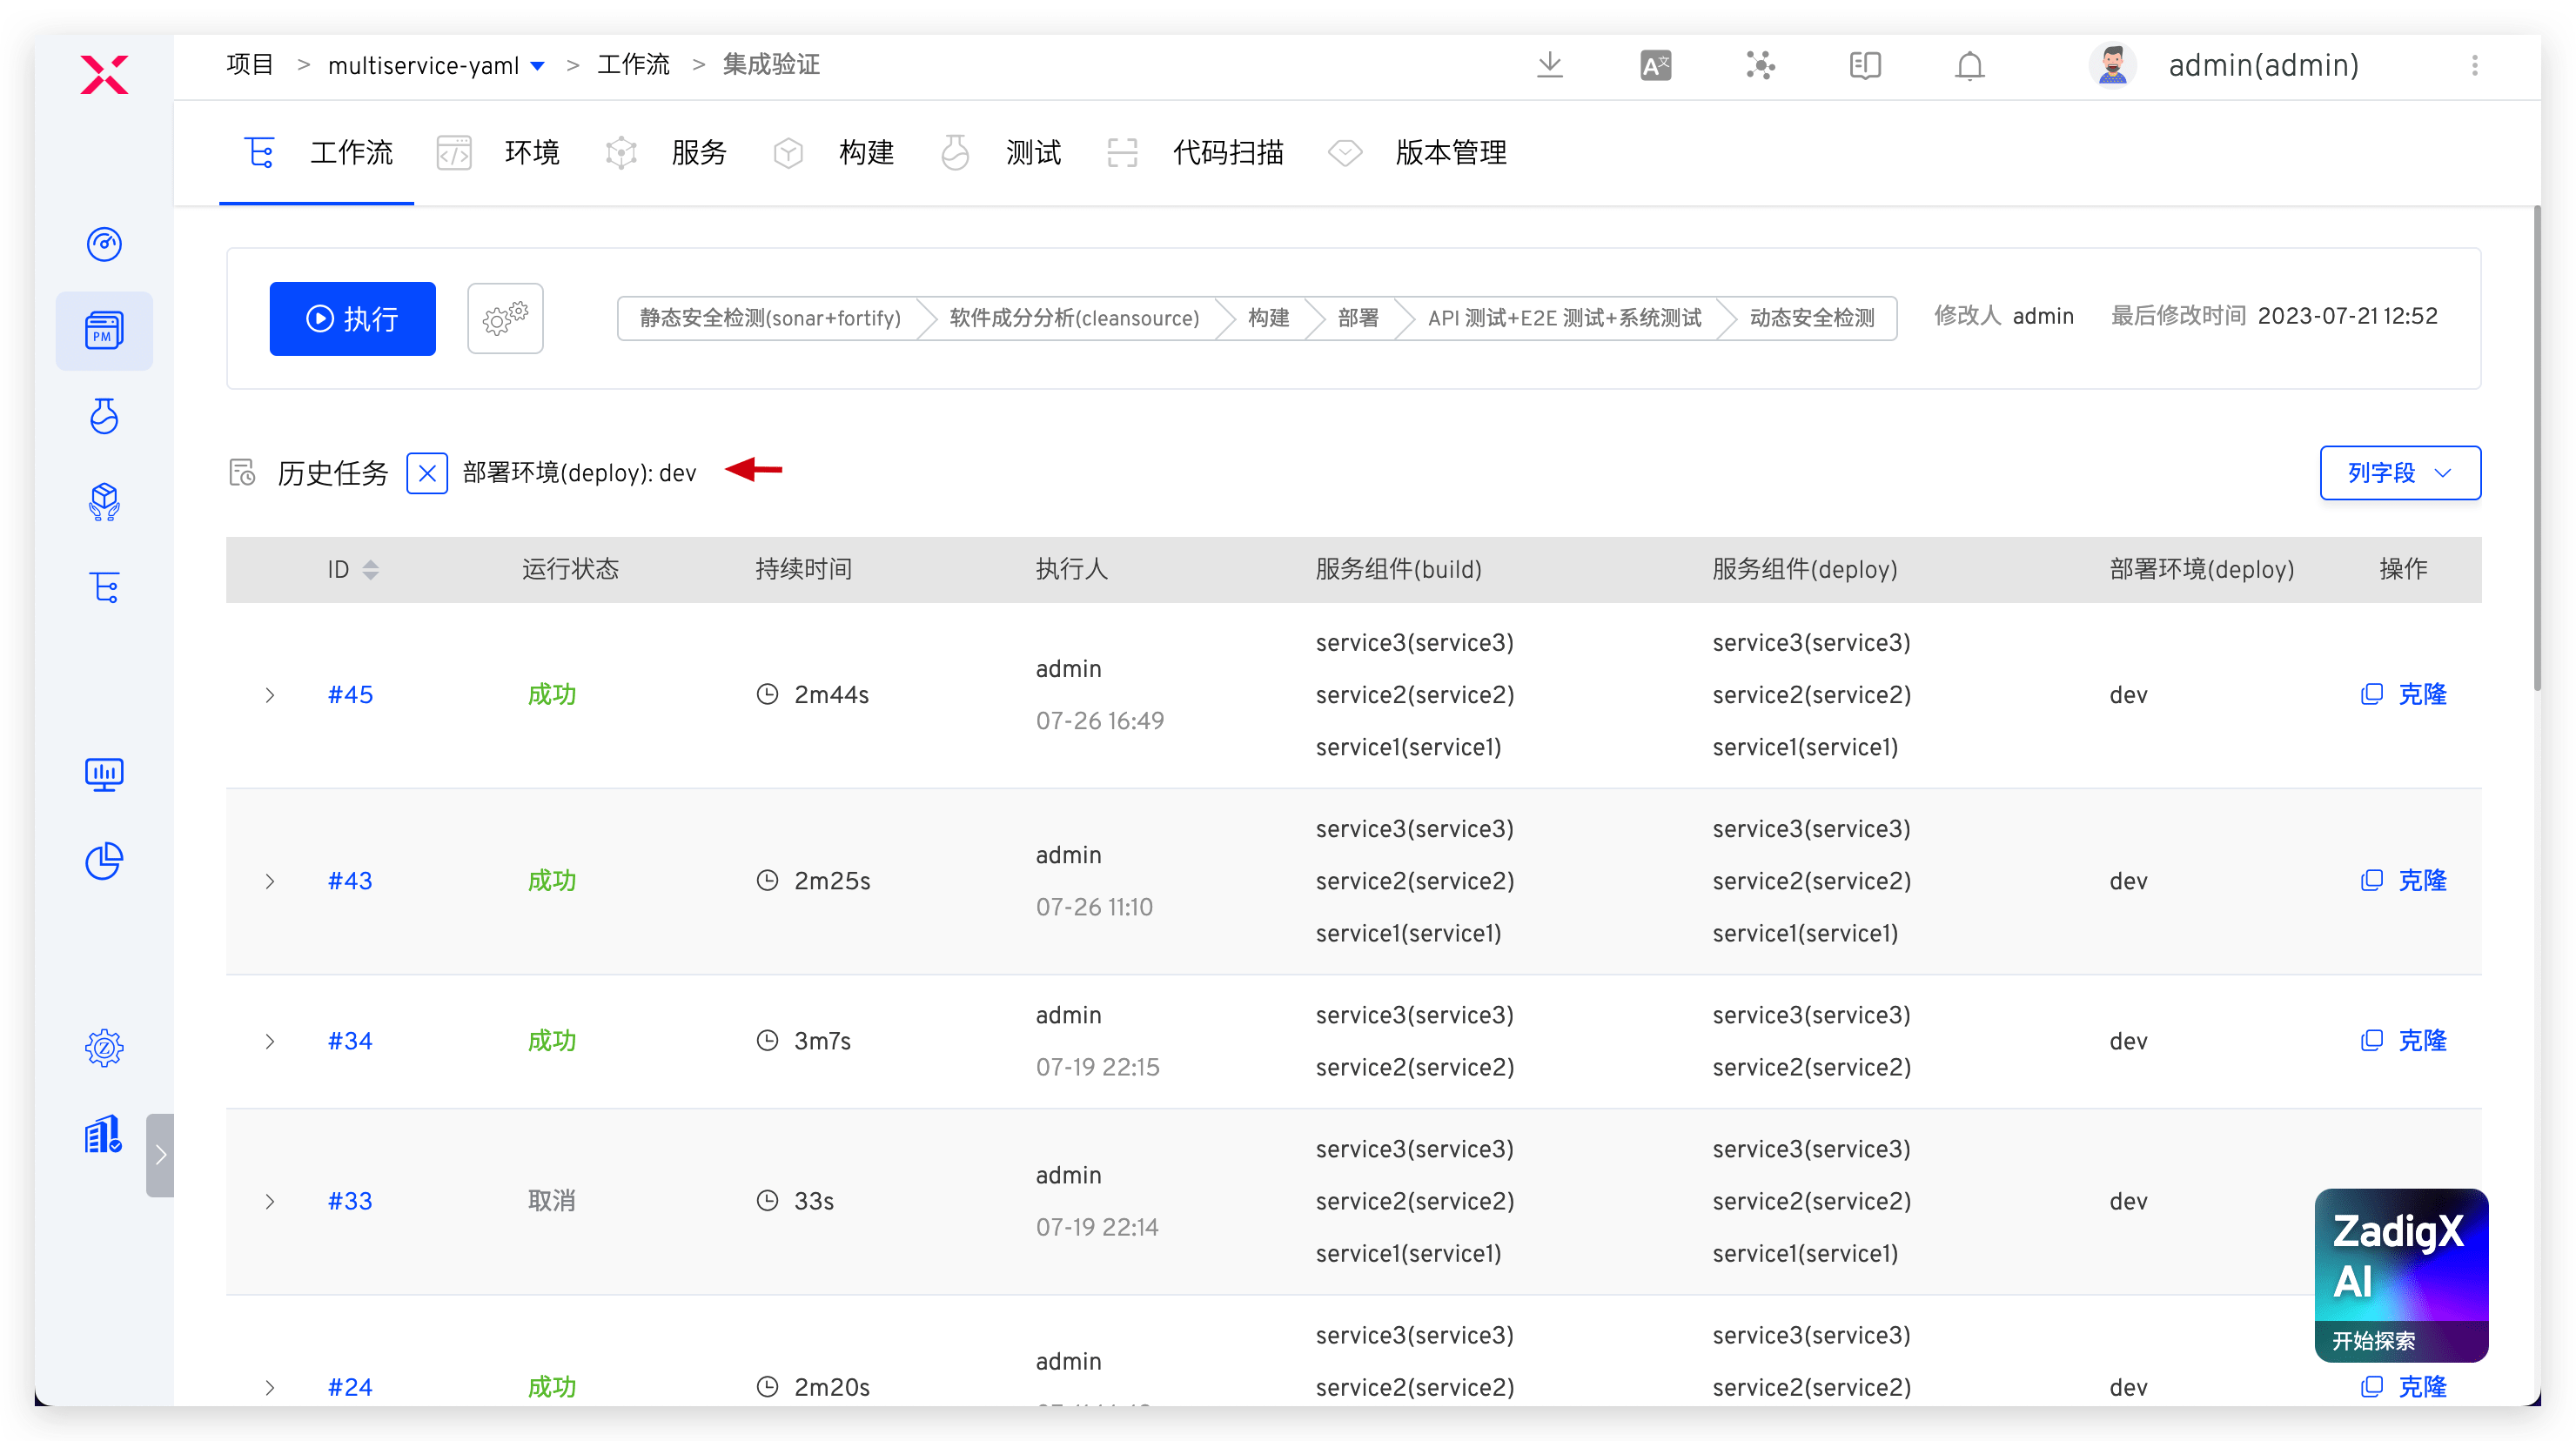 项目 > multiservice-yaml > 工作流 > 集成验证
A文
admin(admin)
工作流 环境 服务 构建 测试 代码扫描 版本管理
PM
执行
静态安全检测(sonar+fortify) 软件成分分析(cleansource) 构建 部署 API 测试+E2E 测试+系统测试 动态安全检测
修改人 admin 最后修改时间 2023-07-21 12:52
历史任务 部署环境(deploy): dev
列字段
ID 运行状态 持续时间 执行人 服务组件(build) 服务组件(deploy) 部署环境(deploy) 操作
#45 成功 2m44s
admin
07-26 16:49
service3(service3)
service2(service2)
service1(service1)
service3(service3)
service2(service2)
service1(service1)
dev
克隆
#43 成功 2m25s
admin
07-26 11:10
service3(service3)
service2(service2)
service1(service1)
service3(service3)
service2(service2)
service1(service1)
dev
克隆
#34 成功 3m7s
admin
07-19 22:15
service3(service3)
service2(service2)
service3(service3)
service2(service2)
dev
克隆
#33 取消 33s
admin
07-19 22:14
service3(service3)
service2(service2)
service1(service1)
service3(service3)
service2(service2)
service1(service1)
dev
#24 成功 2m20s
admin
service3(service3)
service2(service2)
service3(service3)
service2(service2)
dev
克隆
ZadigX
AI
开始探索
Z